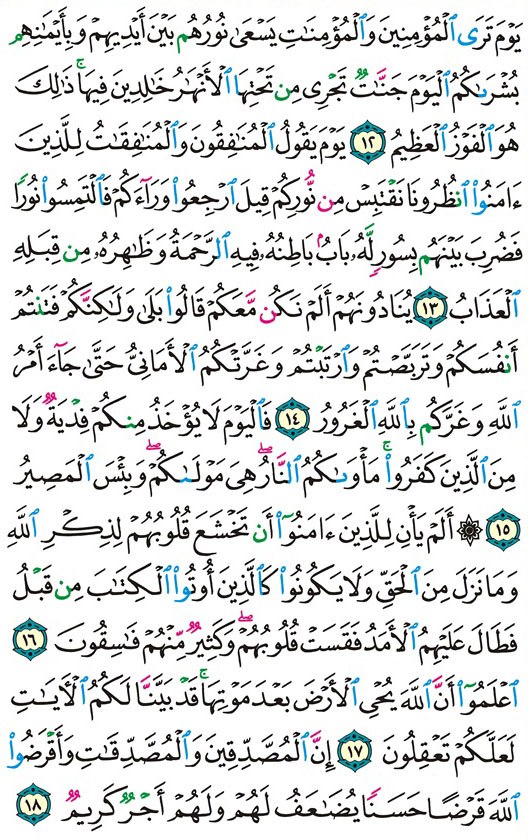 يَوْمَ تَرَى ٱلْمُؤْمِنِينَ وَٱلْمُؤْمِنَـٰتِ يَسْعَىٰ نُورُهُم بَيْنَ أَيْدِيهِمْ وَبِأَيْمَـٰنِهِم
بُشْرَىٰكُمُ ٱلْيَوْمَ جَنَّـٰتٌ تَجْرِى مِن تَحْتِهَا ٱلْأَنْهَـٰرُ خَـٰلِدِينَ فِيهَا ۚ ذَٰلِكَ
هُوَ ٱلْفَوْزُ ٱلْعَظِيمُ ١٢ يَوْمَ يَقُولُ ٱلْمُنَـٰفِقُونَ وَٱلْمُنَـٰفِقَـٰتُ لِلَّذِينَ
ءَامَنُوا۟ ٱنظُرُونَا نَقْتَبِسْ مِن نُّورِكُمْ قِيلَ ٱرْجِعُوا۟ وَرَآءَكُمْ فَٱلْتَمِسُوا۟ نُورًا
فَضُرِبَ بَيْنَهُم بِسُورٍ لَّهُۥ بَابٌۢ بَاطِنُهُۥ فِيهِ ٱلرَّحْمَةُ وَظَـٰهِرُهُۥ مِن قِبَلِهِ
ٱلْعَذَابُ ١٣ يُنَادُونَهُمْ أَلَمْ نَكُن مَّعَكُمْ قَالُوا۟ بَلَىٰ وَلَـٰكِنَّكُمْ فَتَنتُمْ
أَنفُسَكُمْ وَتَرَبَّصْتُمْ وَٱرْتَبْتُمْ وَغَرَّتْكُمُ ٱلْأَمَانِىُّ حَتَّىٰ جَآءَ أَمْرُ
ٱللَّهِ وَغَرَّكُم بِٱللَّهِ ٱلْغَرُورُ ١٤ فَٱلْيَوْمَ لَا يُؤْخَذُ مِنكُمْ فِدْيَةٌ وَلَا
مِنَ ٱلَّذِينَ كَفَرُوا۟ ۚ مَأْوَىٰكُمُ ٱلنَّارُ ۖ هِىَ مَوْلَىٰكُمْ ۖ وَبِئْسَ ٱلْمَصِيرُ
١٥ ۞ أَلَمْ يَأْنِ لِلَّذِينَ ءَامَنُوٓا۟ أَن تَخْشَعَ قُلُوبُهُمْ لِذِكْرِ ٱللَّهِ
وَمَا نَزَلَ مِنَ ٱلْحَقِّ وَلَا يَكُونُوا۟ كَٱلَّذِينَ أُوتُوا۟ ٱلْكِتَـٰبَ مِن قَبْلُ
فَطَالَ عَلَيْهِمُ ٱلْأَمَدُ فَقَسَتْ قُلُوبُهُمْ ۖ وَكَثِيرٌ مِّنْهُمْ فَـٰسِقُونَ ١٦
ٱعْلَمُوٓا۟ أَنَّ ٱللَّهَ يُحْىِ ٱلْأَرْضَ بَعْدَ مَوْتِهَا ۚ قَدْ بَيَّنَّا لَكُمُ ٱلْـَٔايَـٰتِ
لَعَلَّكُمْ تَعْقِلُونَ ١٧ إِنَّ ٱلْمُصَّدِّقِينَ وَٱلْمُصَّدِّقَـٰتِ وَأَقْرَضُوا۟
ٱللَّهَ قَرْضًا حَسَنًا يُضَـٰعَفُ لَهُمْ وَلَهُمْ أَجْرٌ كَرِيمٌ ١٨